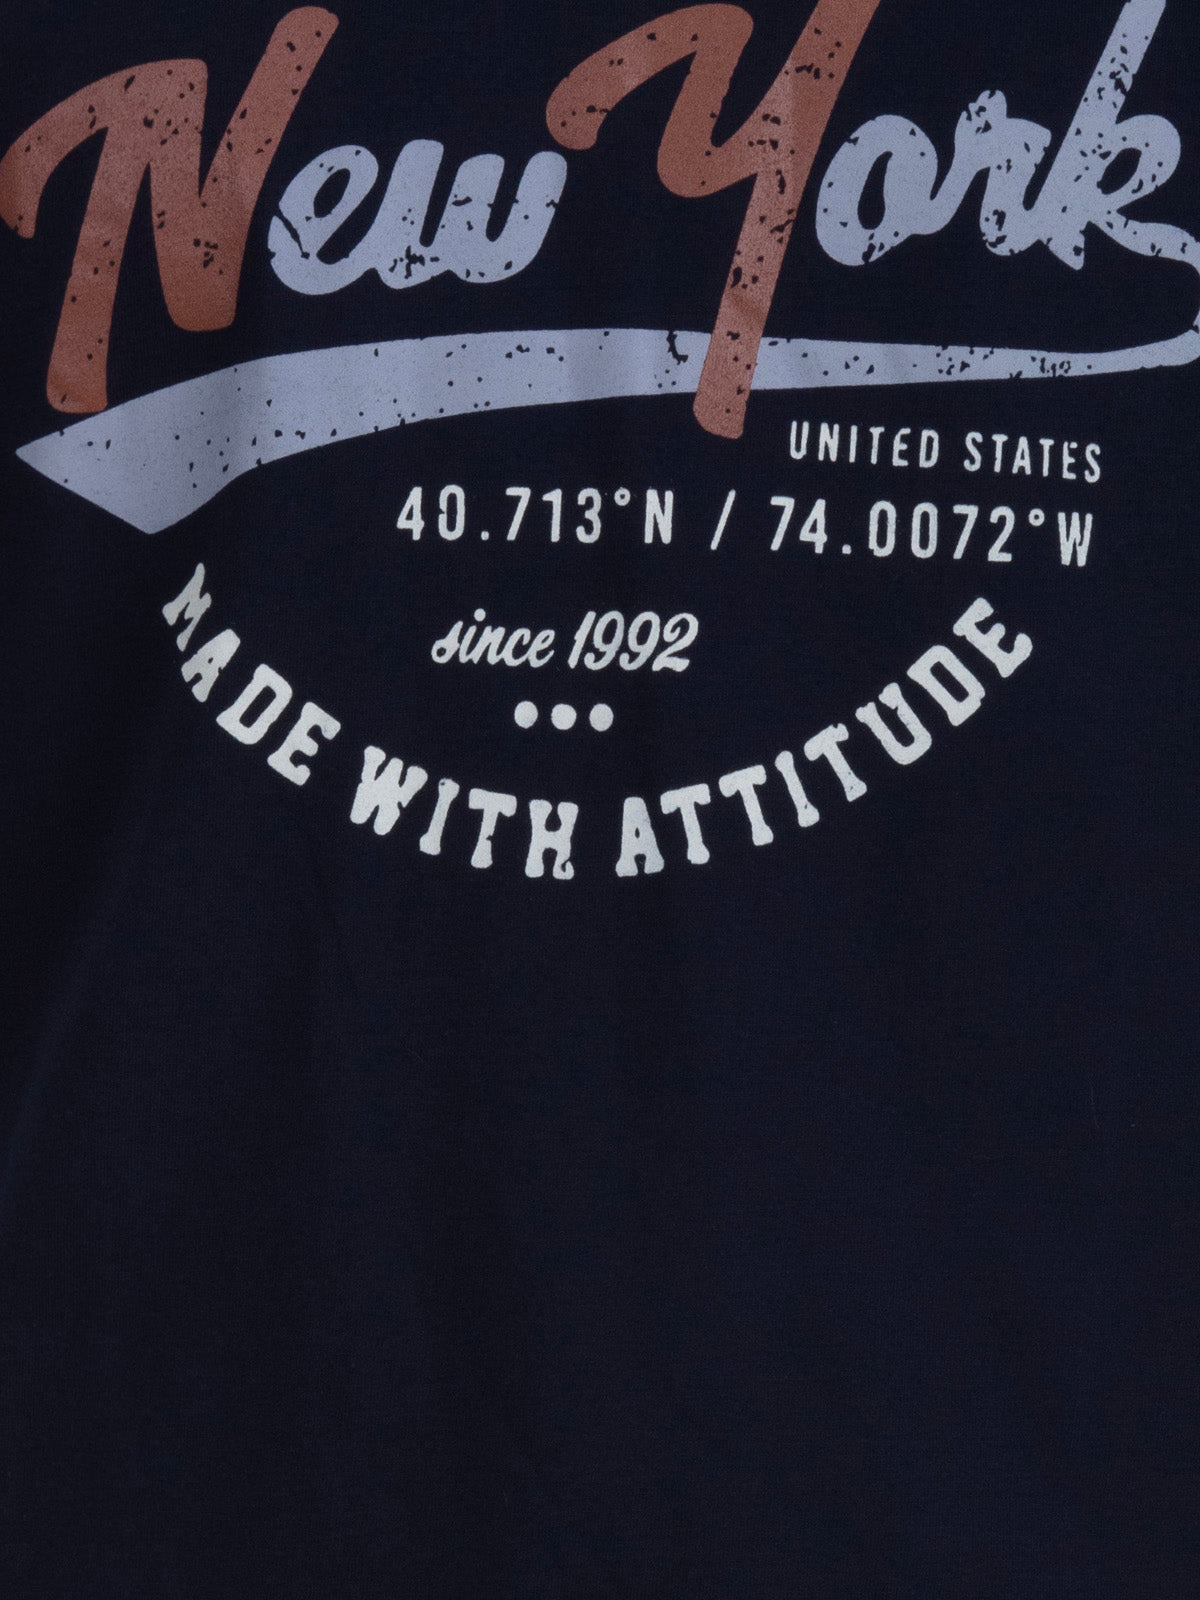 New York
UNITED STATES
40.713°N / 74.0072°W
since 1992
MADE WITH ATTITUDE